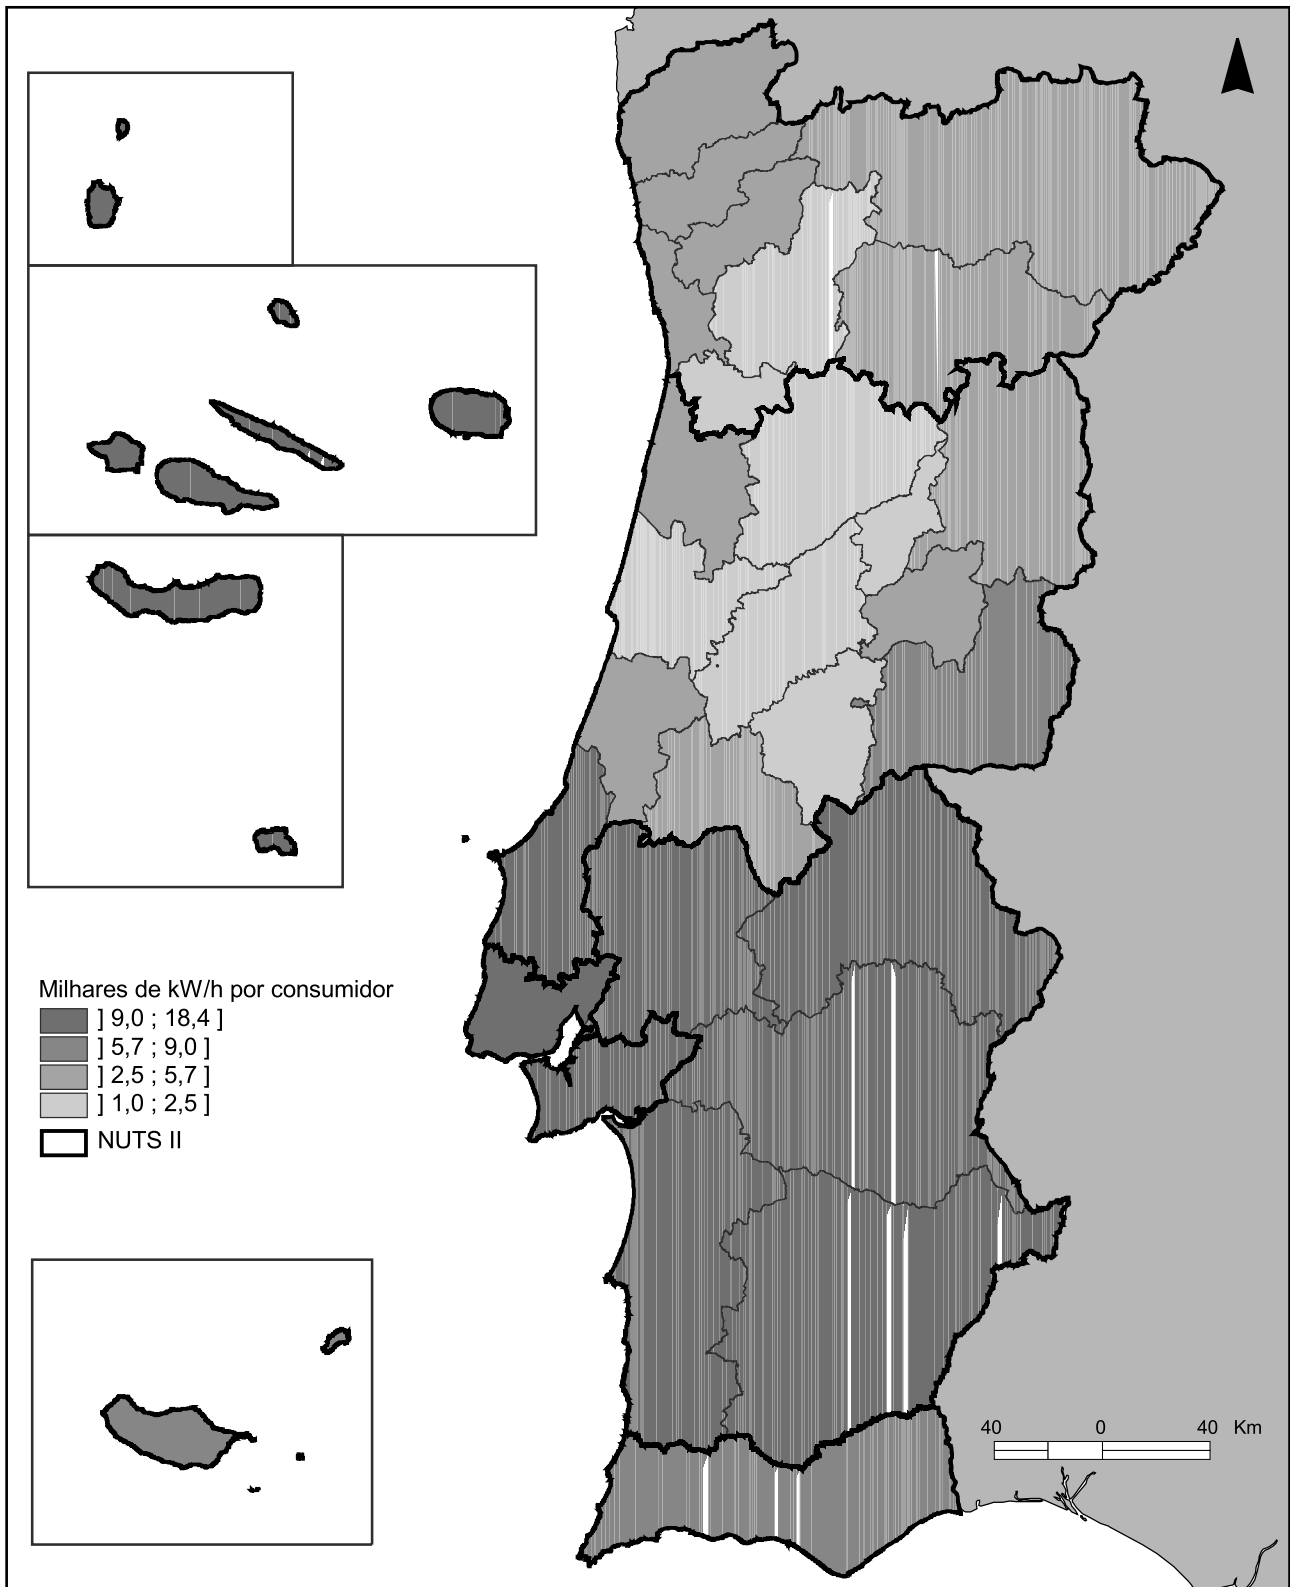 Milhares de kW/h por consumidor
] 9,0 ; 18,4 ]
] 5,7 ; 9,0 ]
] 2,5 ; 5,7 ]
] 1,0 ; 2,5 ]
NUTS II
40 0 40 Km